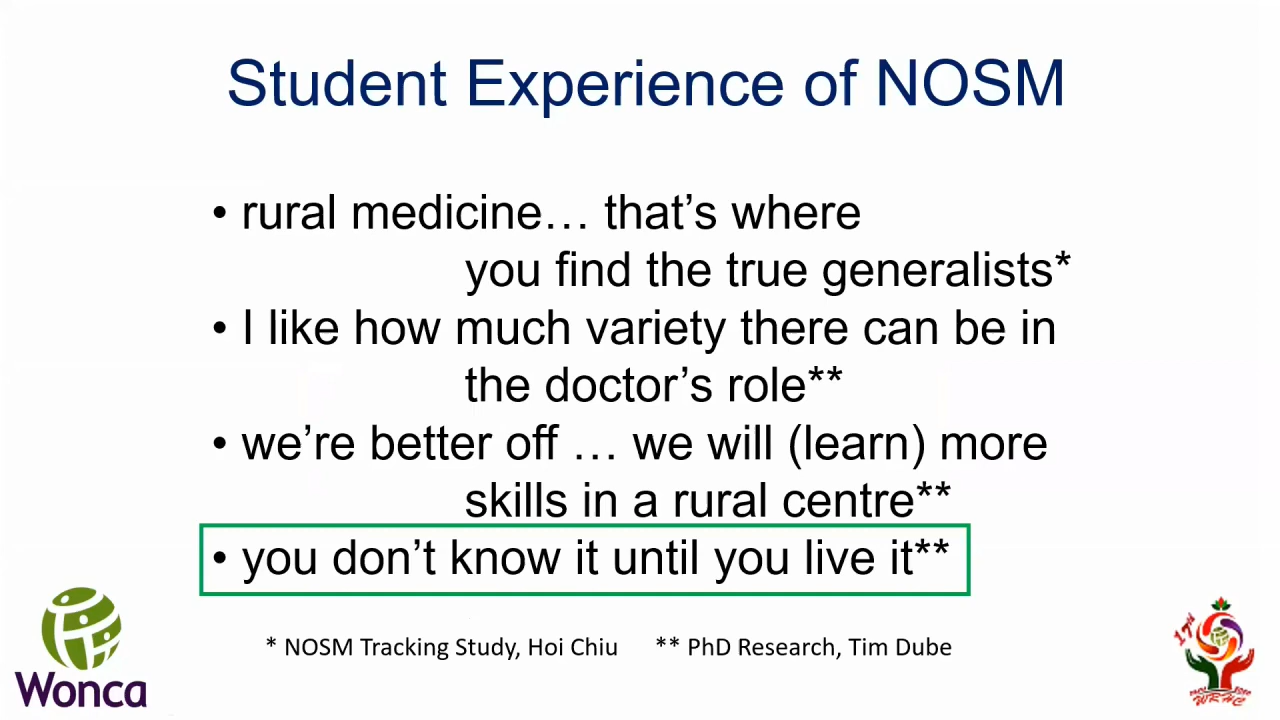 Student Experience of NOSM
• rural medicine… that’s where
you find the true generalists*
• I like how much variety there can be in
the doctor’s role**
• we’re better off … we will (learn) more
skills in a rural centre**
• you don’t know it until you live it**
* NOSM Tracking Study, Hoi Chiu ** PhD Research, Tim Dube
Wonca
17th
WRHC